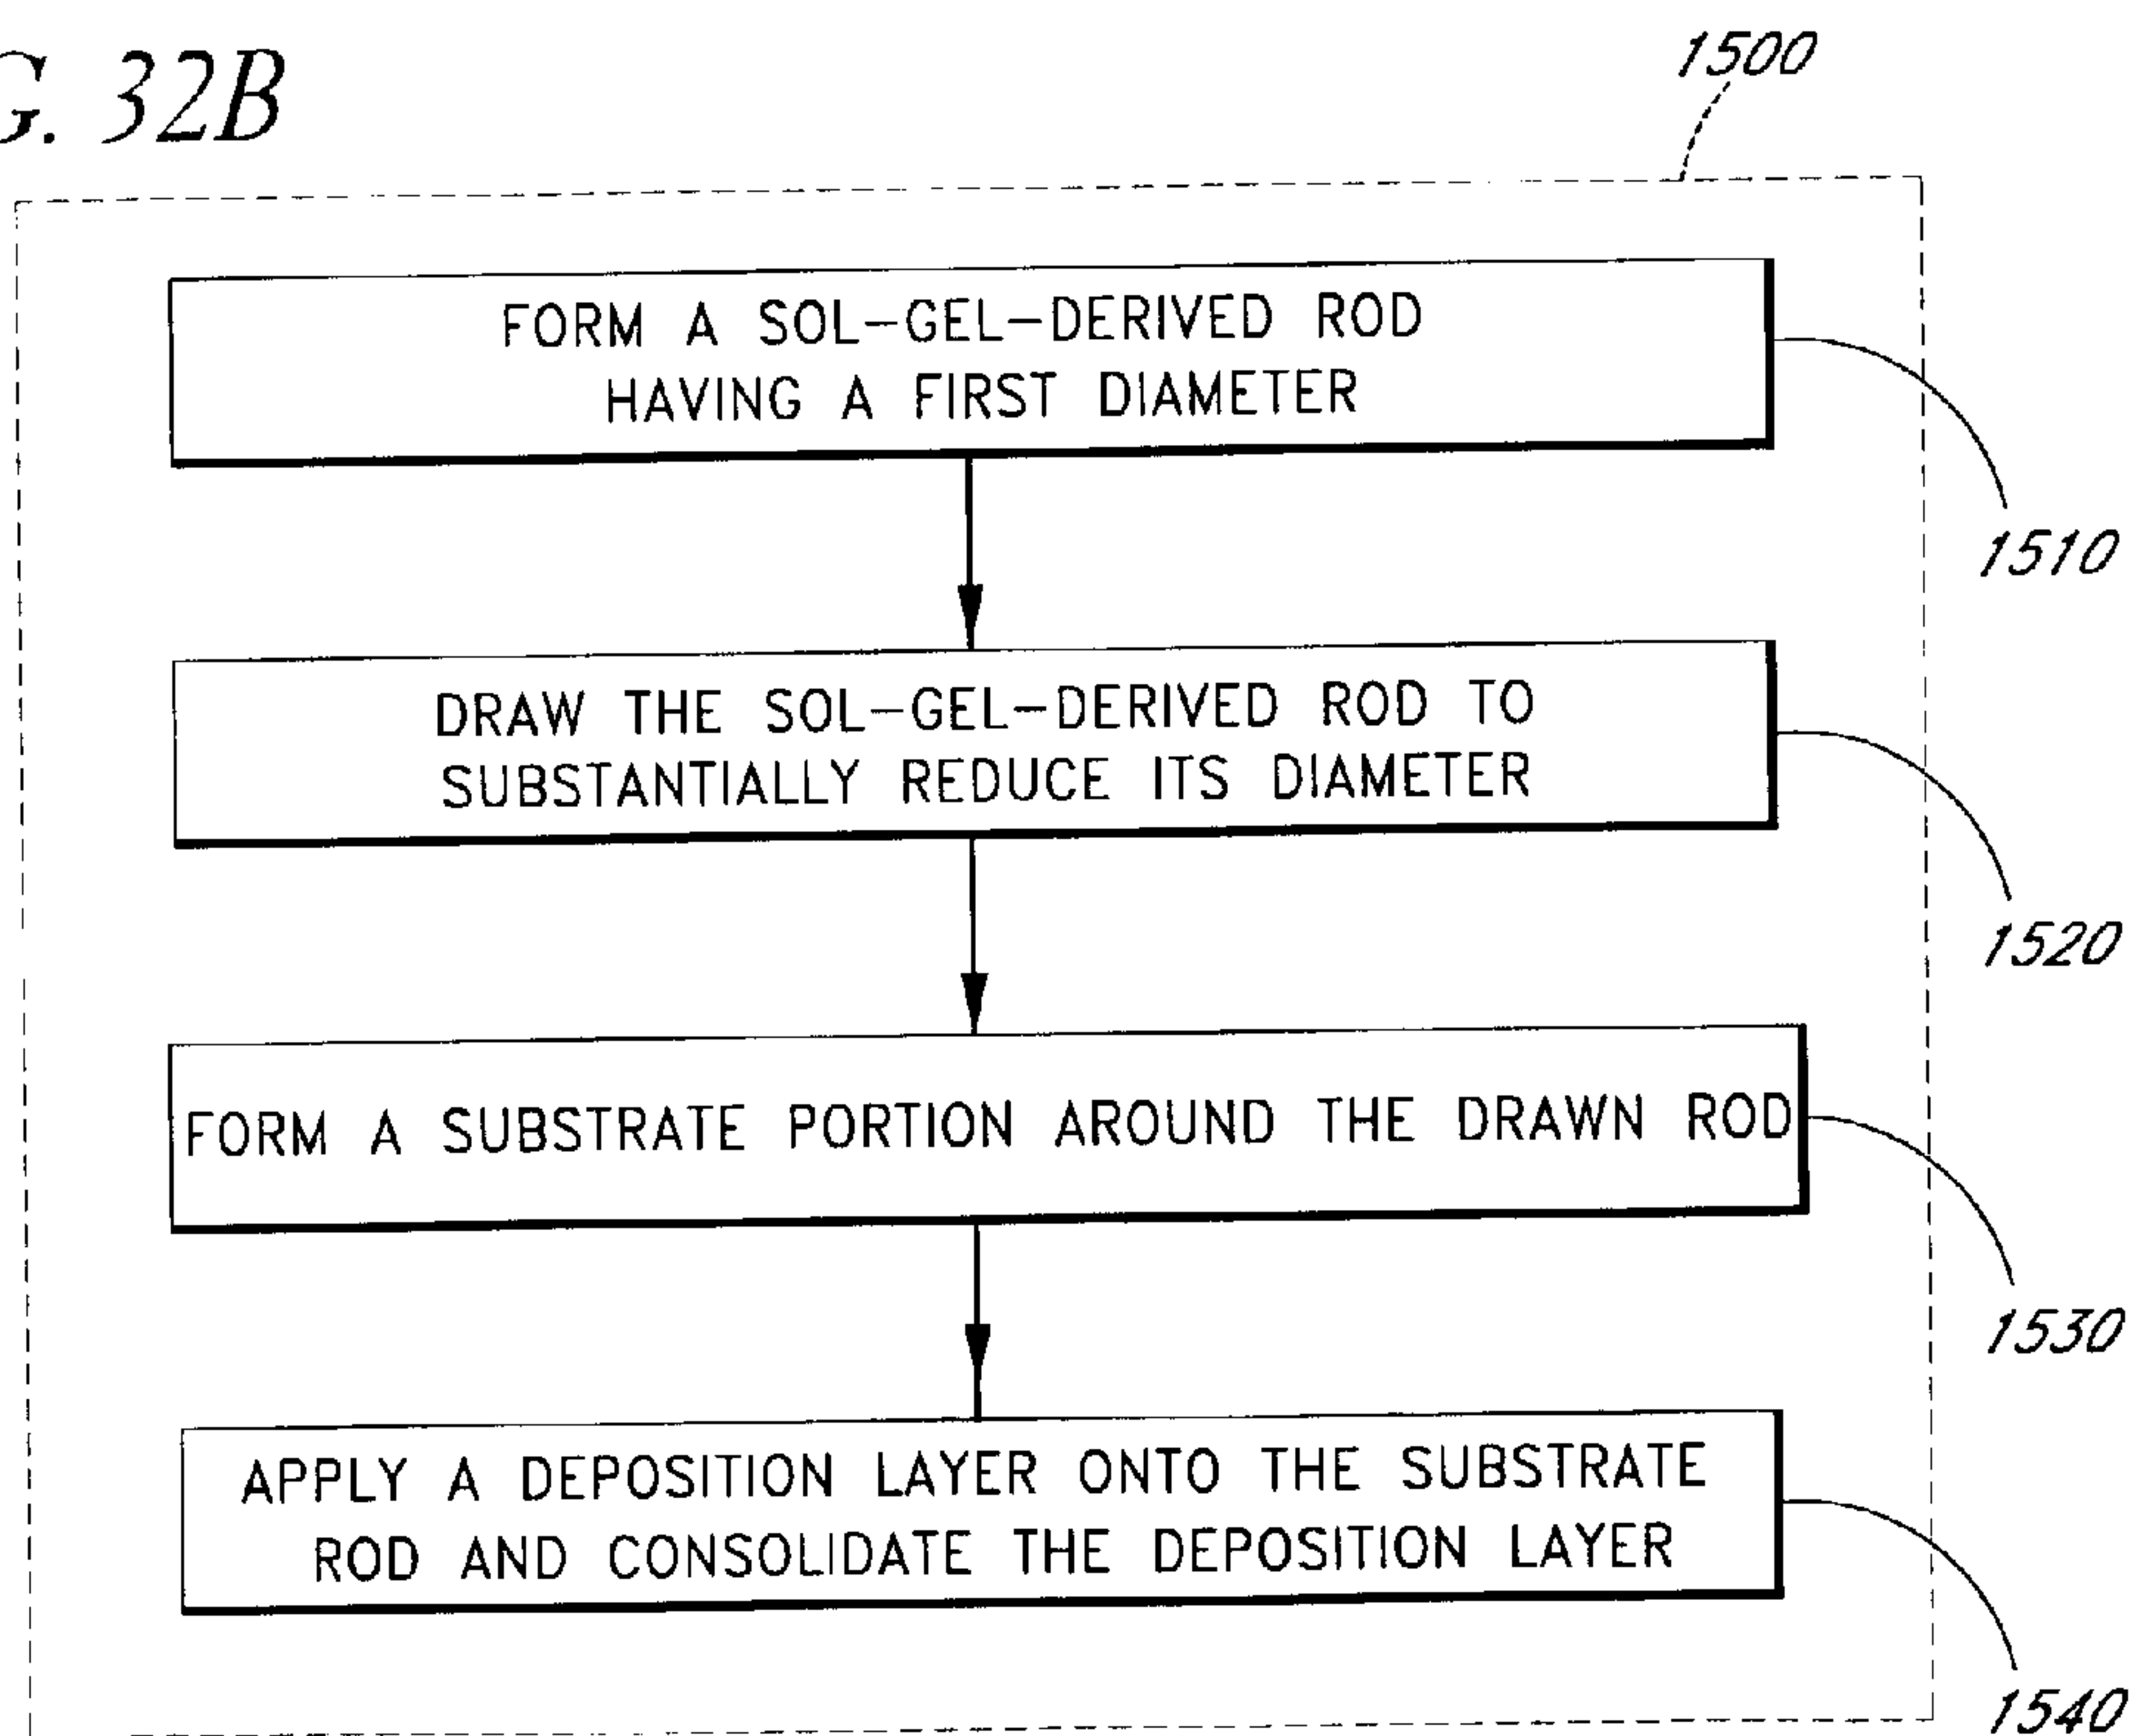 G. 32B
1500
FORM A SOL-GEL-DERIVED ROD
HAVING A FIRST DIAMETER
1510
DRAW THE SOL-GEL-DERIVED ROD TO
SUBSTANTIALLY REDUCE ITS DIAMETER
1520
FORM A SUBSTRATE PORTION AROUND THE DRAWN ROD
1530
APPLY A DEPOSITION LAYER ONTO THE SUBSTRATE
ROD AND CONSOLIDATE THE DEPOSITION LAYER
1540